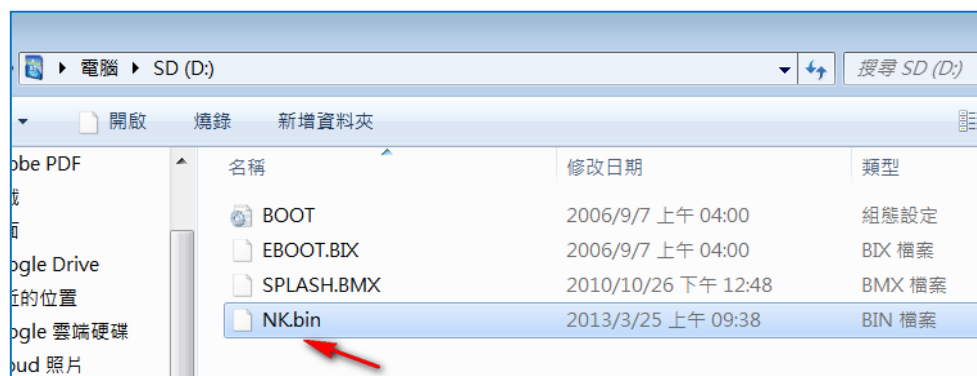 電腦 SD (D:) 搜尋 SD (D:)
開啟 燒錄 新增資料夾
obe PDF
面
ogle Drive
近的位置
ogle 雲端硬碟
oud 照片
名稱 修改日期 類型
BOOT 2006/9/7 上午 04:00 組態設定
EBOOT.BIX 2006/9/7 上午 04:00 BIX 檔案
SPLASH.BMX 2010/10/26 下午 12:48 BMX 檔案
NK.bin 2013/3/25 上午 09:38 BIN 檔案